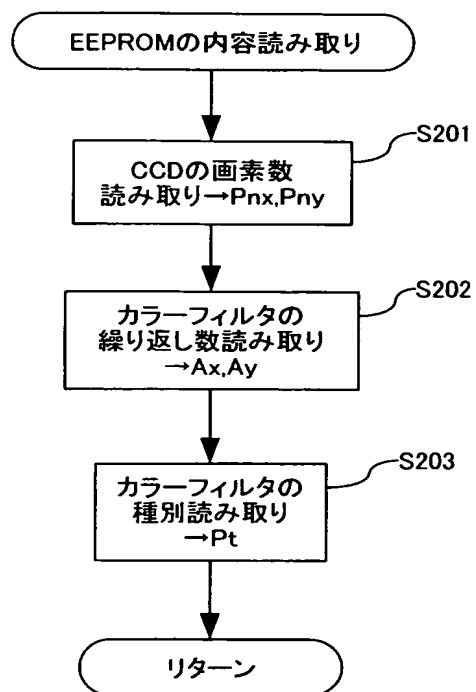 EEPROMの内容読み取り
S201
CCDの画素数
読み取り→Pnx,Pny
S202
カラーフィルタの
繰り返し数読み取り
→Ax,Ay
S203
カラーフィルタの
種別読み取り
→Pt
リターン